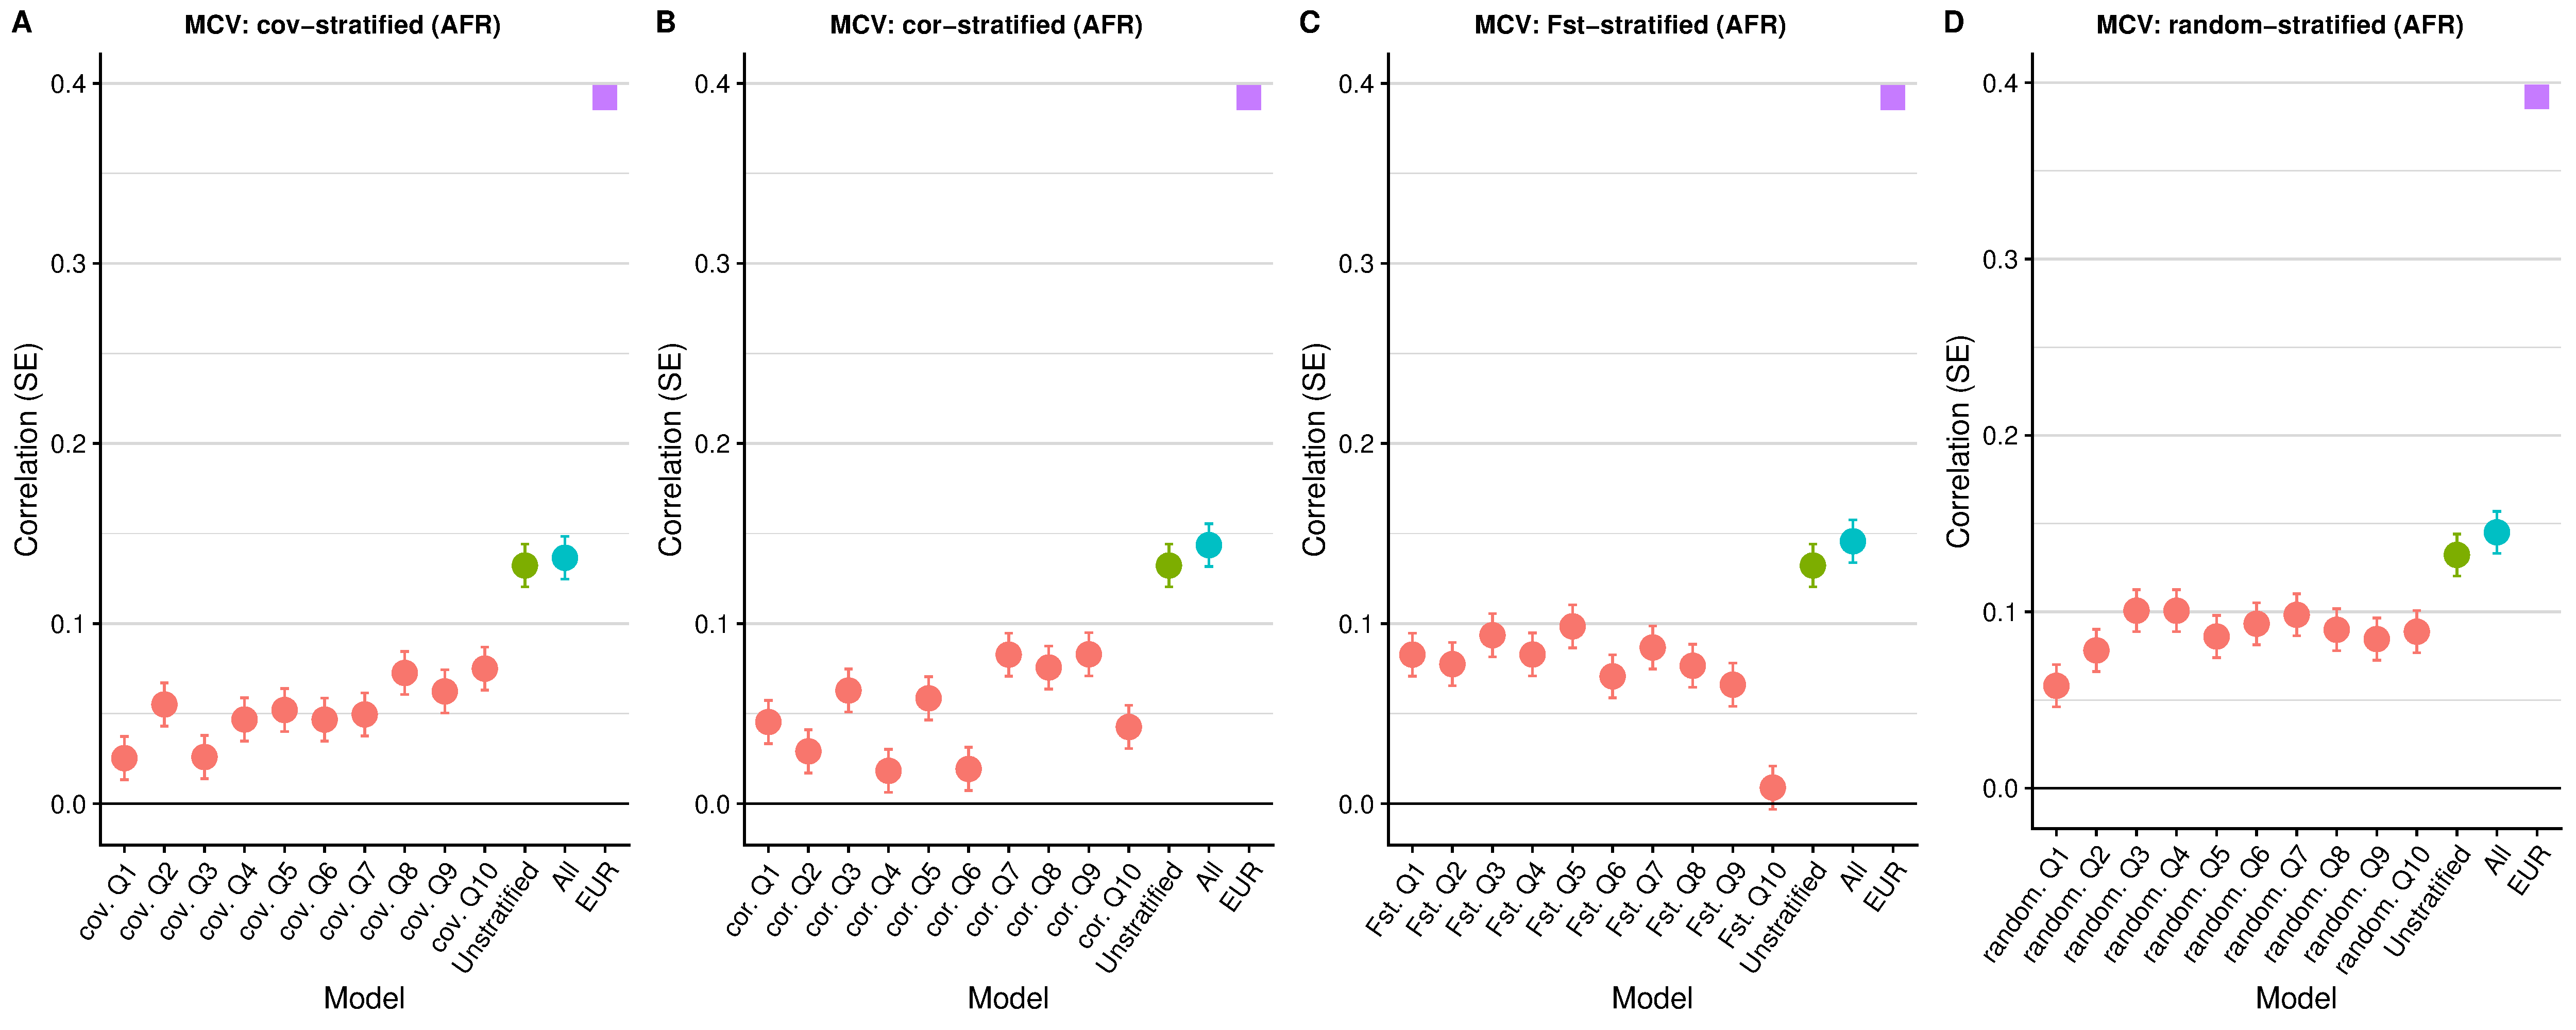 A
MCV: cov−stratified (AFR)
Correlation (SE)
0.4
0.3
0.2
0.1
0.0
cov. Q1
cov. Q2
cov. Q3
cov. Q4
cov. Q5
cov. Q6
cov. Q7
cov. Q8
cov. Q9
cov. Q10
Unstratified
All
EUR
Model
B
MCV: cor−stratified (AFR)
Correlation (SE)
0.4
0.3
0.2
0.1
0.0
cor. Q1
cor. Q2
cor. Q3
cor. Q4
cor. Q5
cor. Q6
cor. Q7
cor. Q8
cor. Q9
cor. Q10
Unstratified
All
EUR
Model
C
MCV: Fst−stratified (AFR)
Correlation (SE)
0.4
0.3
0.2
0.1
0.0
Fst. Q1
Fst. Q2
Fst. Q3
Fst. Q4
Fst. Q5
Fst. Q6
Fst. Q7
Fst. Q8
Fst. Q9
Fst. Q10
Unstratified
All
EUR
Model
D
MCV: random−stratified (AFR)
Correlation (SE)
0.4
0.3
0.2
0.1
0.0
random. Q1
random. Q2
random. Q3
random. Q4
random. Q5
random. Q6
random. Q7
random. Q8
random. Q9
random. Q10
Unstratified
All
EUR
Model